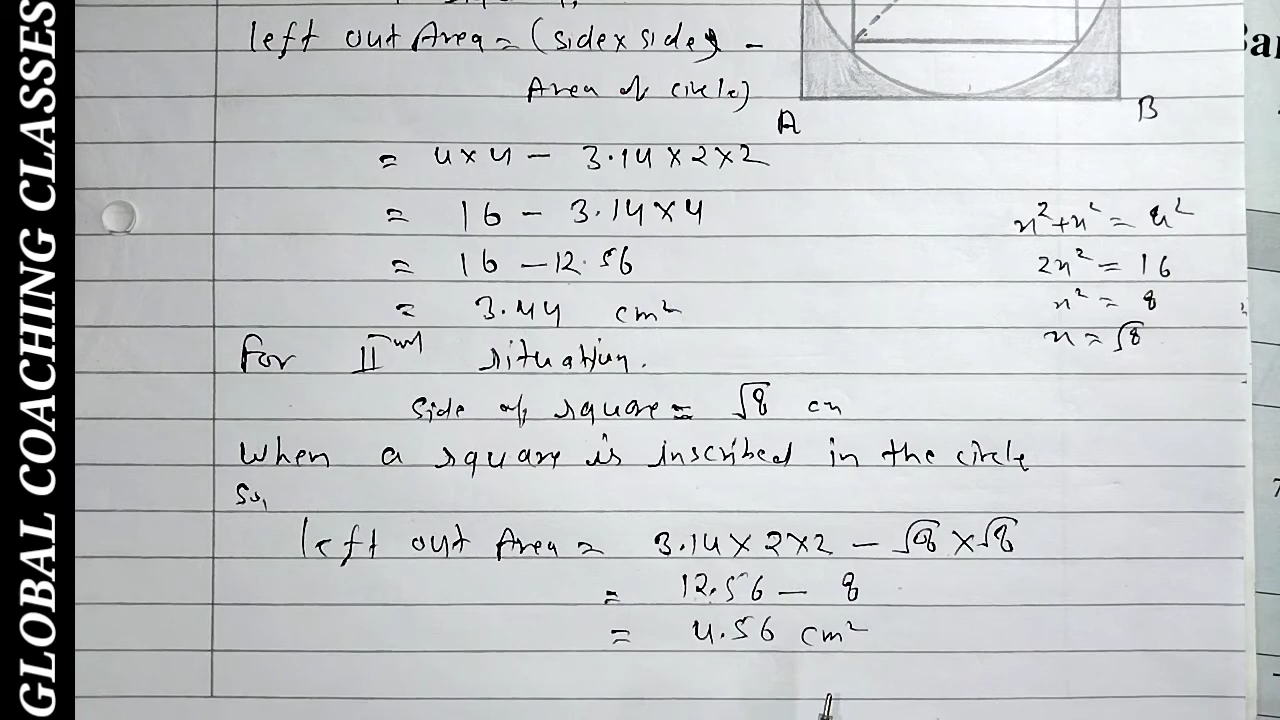 GLOBAL COACHING CLASSES
left out Area = (side x side) -
Area of circle)
A
B
= 4 x 4 - 3.14 x 2 x 2
= 16 - 3.14 x 4
= 16 - 12.56
= 3.44 cm²
x² + x² = 4²
2x² = 16
x² = 8
x = √8
For II situation.
Side of square = √8 cm
When a square is inscribed in the circle
So,
left out Area = 3.14 x 2 x 2 - √8 x √8
= 12.56 - 8
= 4.56 cm²